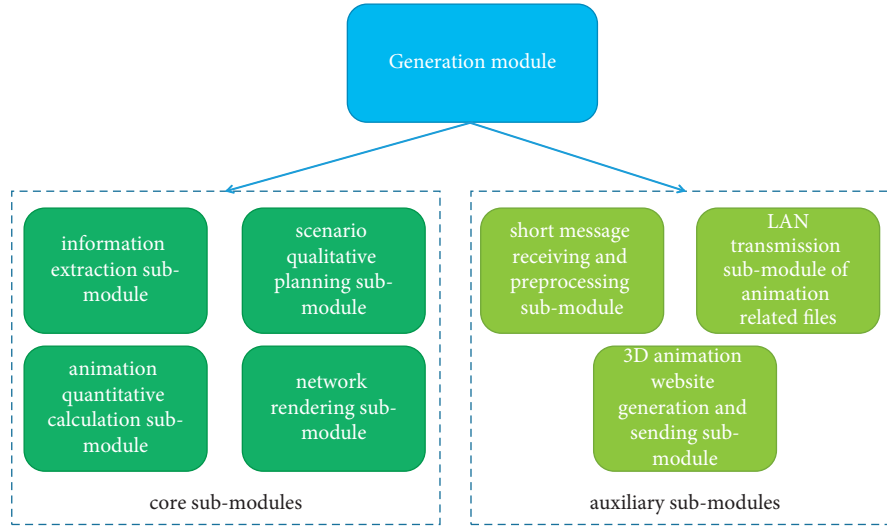 Generation module
information
extraction sub-
module
scenario
qualitative
planning sub-
module
animation
quantitative
calculation sub-
module
network
rendering sub-
module
core sub-modules
short message
receiving and
preprocessing
sub-module
LAN
transmission
sub-module of
animation
related files
3D animation
website
generation and
sending sub-
module
auxiliary sub-modules